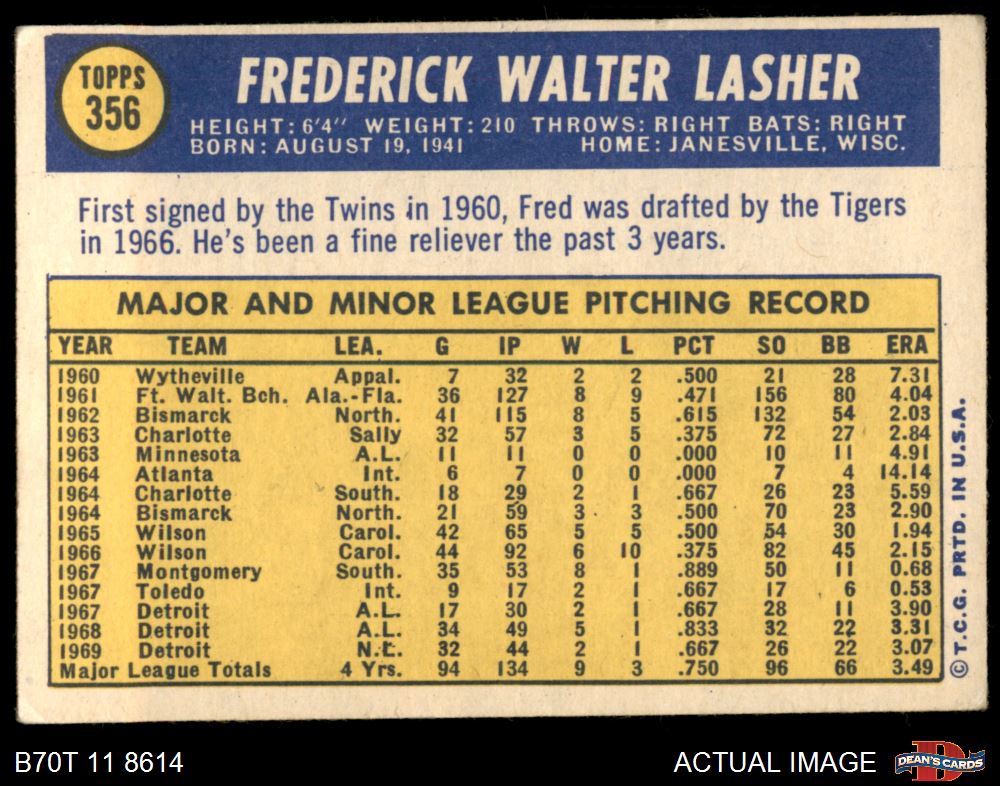 TOPPS
356
FREDERICK WALTER LASHER
HEIGHT: 6'4" WEIGHT: 210 THROWS: RIGHT BATS: RIGHT
BORN: AUGUST 19, 1941 HOME: JANESVILLE, WISC.
First signed by the Twins in 1960, Fred was drafted by the Tigers
in 1966. He's been a fine reliever the past 3 years.
MAJOR AND MINOR LEAGUE PITCHING RECORD
YEAR TEAM LEA. G IP W L PCT SO BB ERA
1960 Wytheville Appal. 7 32 2 2 .500 21 28 7.31
1961 Ft. Walt. Bch. Ala.-Fla. 36 127 8 9 .471 156 80 4.04
1962 Bismarck North. 41 115 8 5 .615 132 54 2.03
1963 Charlotte Sally 32 57 3 5 .375 72 27 2.84
1963 Minnesota A.L. 11 11 0 0 .000 10 11 4.91
1964 Atlanta Int. 6 7 0 0 .000 7 4 14.14
1964 Charlotte South. 18 29 2 1 .667 26 23 5.59
1964 Bismarck North. 21 59 3 3 .500 70 23 2.90
1965 Wilson Carol. 42 65 5 5 .500 54 30 1.94
1966 Wilson Carol. 44 92 6 10 .375 82 45 2.15
1967 Montgomery South. 35 53 8 1 .889 50 11 0.68
1967 Toledo Int. 9 17 2 1 .667 17 6 0.53
1967 Detroit A.L. 17 30 2 1 .667 28 11 3.90
1968 Detroit A.L. 34 49 5 1 .833 32 22 3.31
1969 Detroit N.L. 32 44 2 1 .667 26 22 3.07
Major League Totals 4 Yrs. 94 134 9 3 .750 96 66 3.49
© T.C.G. PRTD. IN U.S.A.
B70T 11 8614
ACTUAL IMAGE
D
DEAN'S CARDS